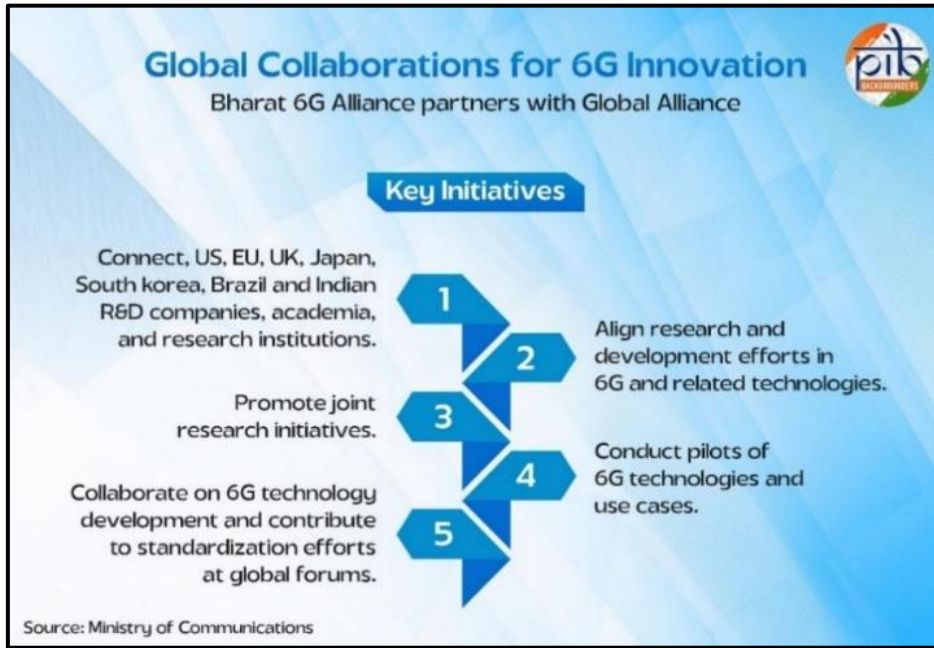 Global Collaborations for 6G Innovation
Bharat 6G Alliance partners with Global Alliance
pib
BACKGROUNDERS
Key Initiatives
1
Connect, US, EU, UK, Japan,
South korea, Brazil and Indian
R&D companies, academia,
and research institutions.
2
Align research and
development efforts in
6G and related technologies.
3
Promote joint
research initiatives.
4
Conduct pilots of
6G technologies and
use cases.
5
Collaborate on 6G technology
development and contribute
to standardization efforts
at global forums.
Source: Ministry of Communications